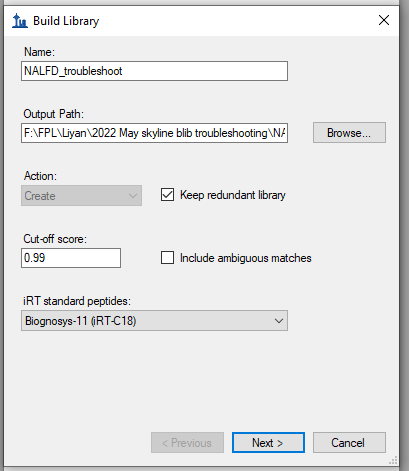 Build Library
Name:
NALFD_troubleshoot
Output Path:
F:\FPL\Liyan\2022 May skyline blib troubleshooting\NA
Browse...
Action:
Create
Keep redundant library
Cut-off score:
0.99
Include ambiguous matches
iRT standard peptides:
Biognosys-11 (iRT-C18)
< Previous
Next >
Cancel